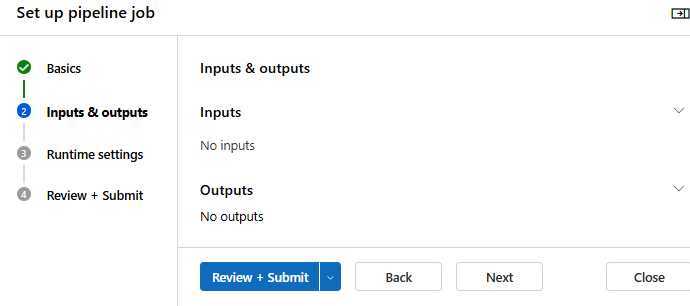 Set up pipeline job
Basics
2 Inputs & outputs
3 Runtime settings
4 Review + Submit
Inputs & outputs
Inputs
No inputs
Outputs
No outputs
Review + Submit Back Next Close